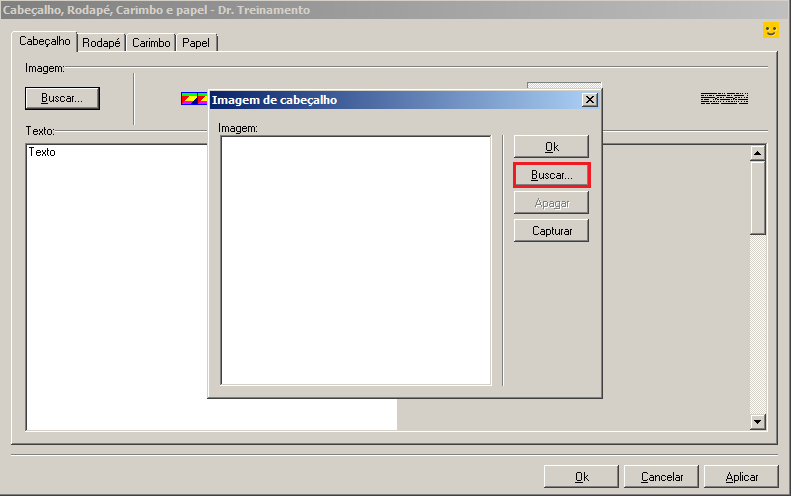 Cabeçalho, Rodapé, Carimbo e papel - Dr. Treinamento
Cabeçalho Rodapé Carimbo Papel
Imagem:
Buscar...
Texto:
Texto
Imagem de cabeçalho
Imagem:
Ok
Buscar...
Apagar
Capturar
Ok Cancelar Aplicar